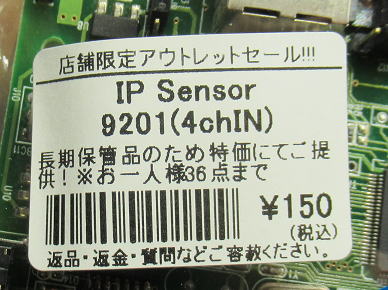 店舗限定アウトレットセール!!!
IP Sensor
9201(4chIN)
長期保管品のため特価にてご提
供！※お一人様36点まで
¥150
(税込)
返品・返金・質問などご容赦ください。